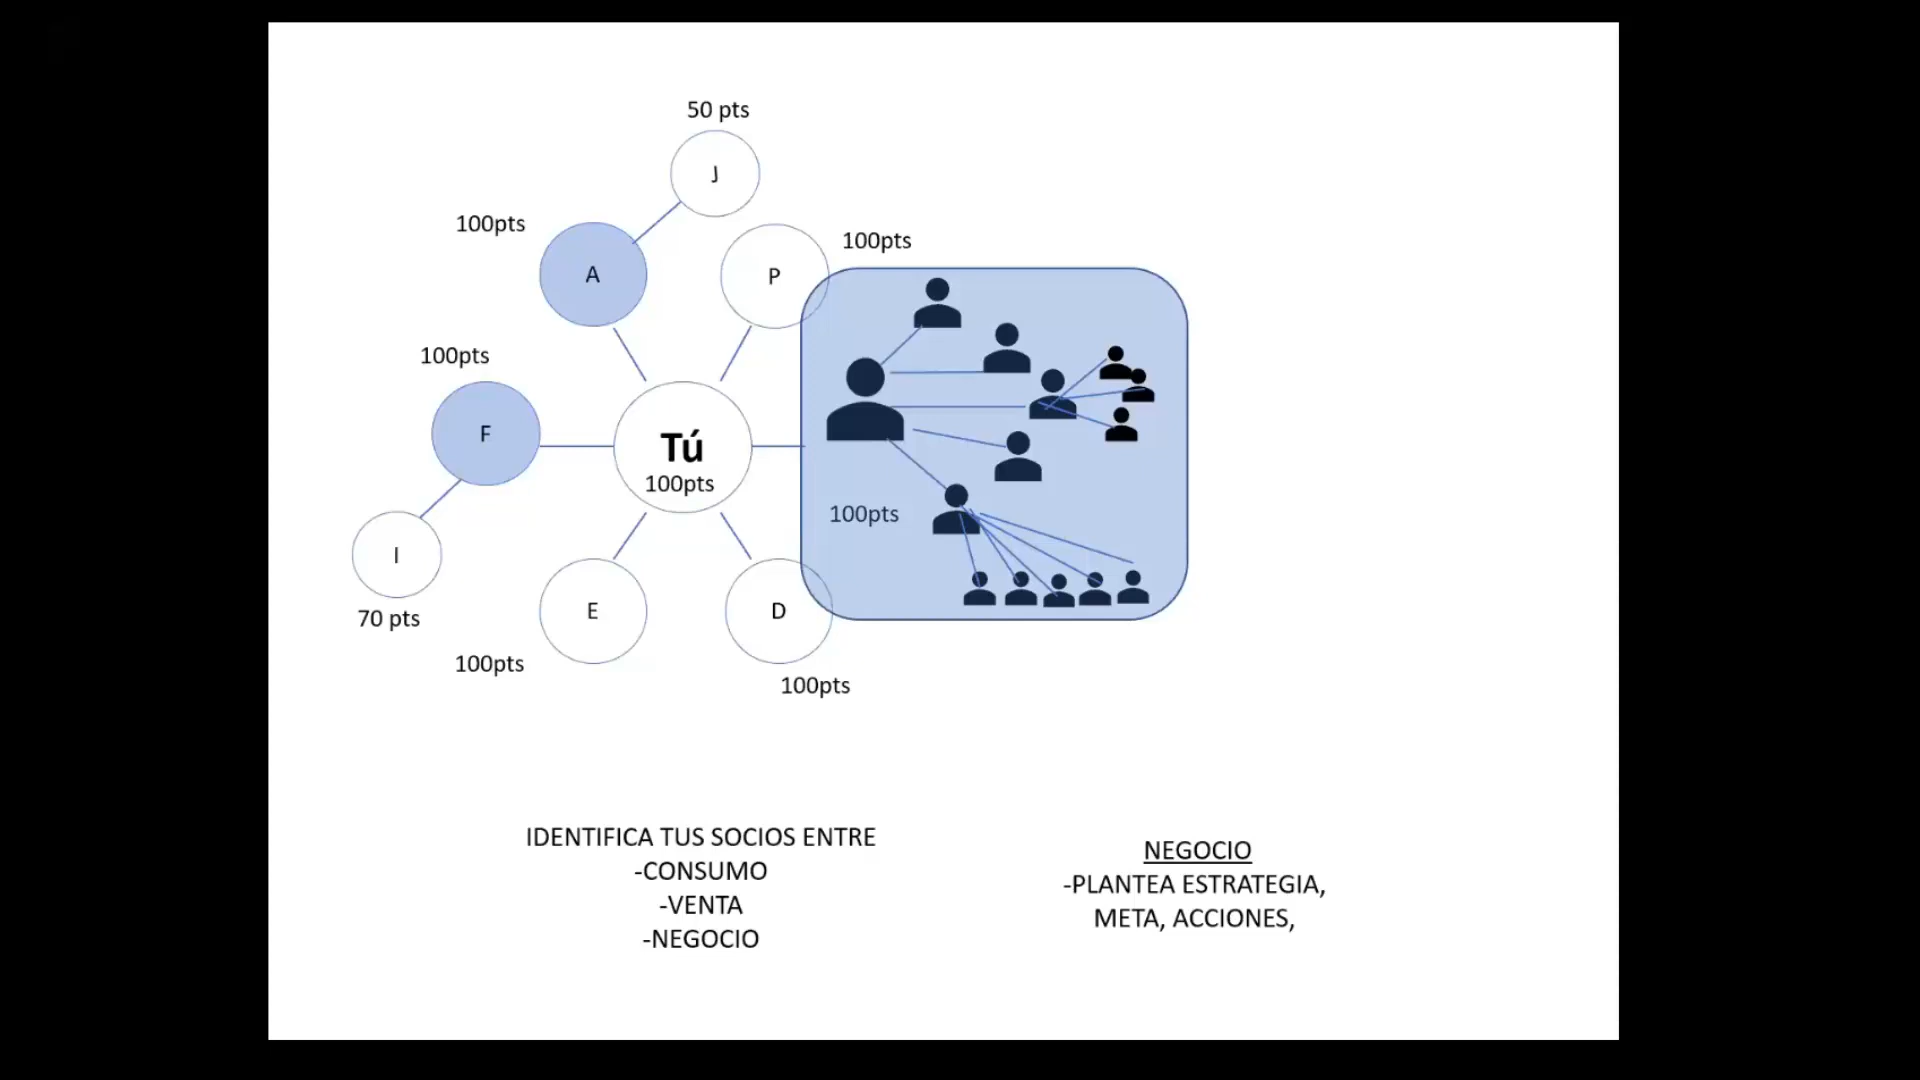 50 pts
J
100pts
A
P
100pts
100pts
F
Tú
100pts
100pts
I
70 pts
E
D
100pts
100pts
IDENTIFICA TUS SOCIOS ENTRE
-CONSUMO
-VENTA
-NEGOCIO
NEGOCIO
-PLANTEA ESTRATEGIA,
META, ACCIONES,